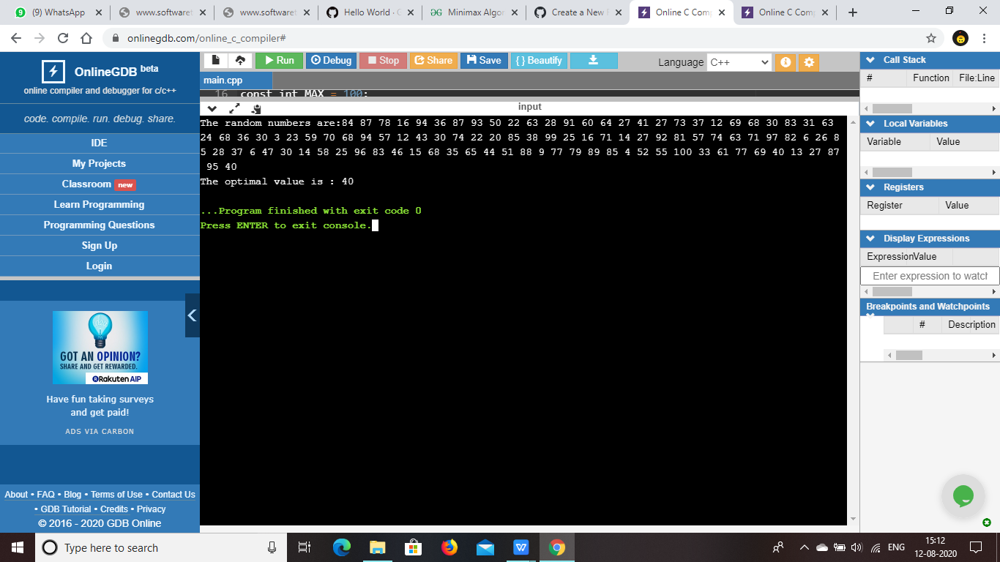 (9) WhatsApp
www.softwaret
www.softwaret
Hello World · G
Minimax Algor
Create a New F
Online C Comp
Online C Comp
onlinegdb.com/online_c_compiler#
OnlineGDB beta
online compiler and debugger for c/c++
code. compile. run. debug. share.
IDE
My Projects
Classroom new
Learn Programming
Programming Questions
Sign Up
Login
GOT AN OPINION?
SHARE AND GET REWARDED.
Rakuten AIP
Have fun taking surveys
and get paid!
ADS VIA CARBON
About • FAQ • Blog • Terms of Use • Contact Us
• GDB Tutorial • Credits • Privacy
© 2016 - 2020 GDB Online
Run Debug Stop Share Save { } Beautify
Language C++
main.cpp
16 const int MAX = 100;
input
The random numbers are:84 87 78 16 94 36 87 93 50 22 63 28 91 60 64 27 41 27 73 37 12 69 68 30 83 31 63
24 68 36 30 3 23 59 70 68 94 57 12 43 30 74 22 20 85 38 99 25 16 71 14 27 92 81 57 74 63 71 97 82 6 26 8
5 28 37 6 47 30 14 58 25 96 83 46 15 68 35 65 44 51 88 9 77 79 89 85 4 52 55 100 33 61 77 69 40 13 27 87
95 40
The optimal value is : 40
...Program finished with exit code 0
Press ENTER to exit console.
Call Stack
# Function File:Line
Local Variables
Variable Value
Registers
Register Value
Display Expressions
Expression Value
Enter expression to watch
Breakpoints and Watchpoints
# Description
Type here to search
ENG
15:12
12-08-2020